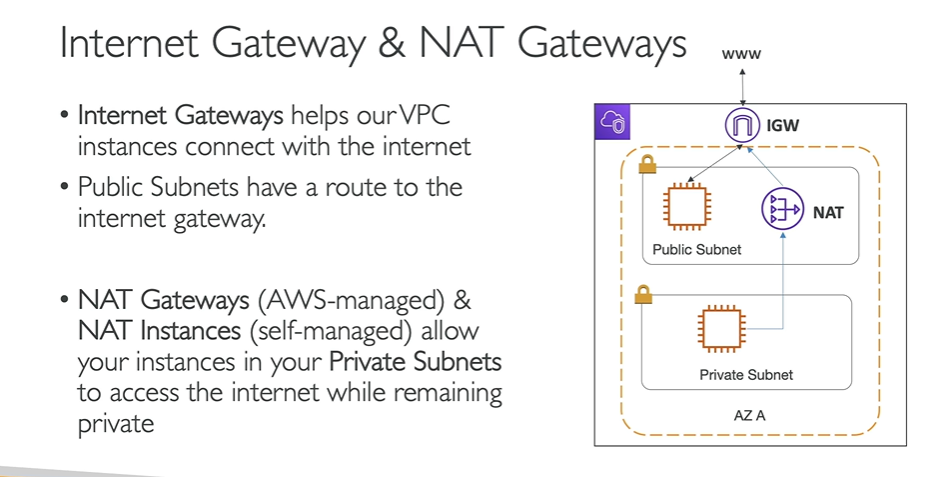 Internet Gateway & NAT Gateways
• Internet Gateways helps our VPC
instances connect with the internet
• Public Subnets have a route to the
internet gateway.
• NAT Gateways (AWS-managed) &
NAT Instances (self-managed) allow
your instances in your Private Subnets
to access the internet while remaining
private
www
IGW
NAT
Public Subnet
Private Subnet
AZ A